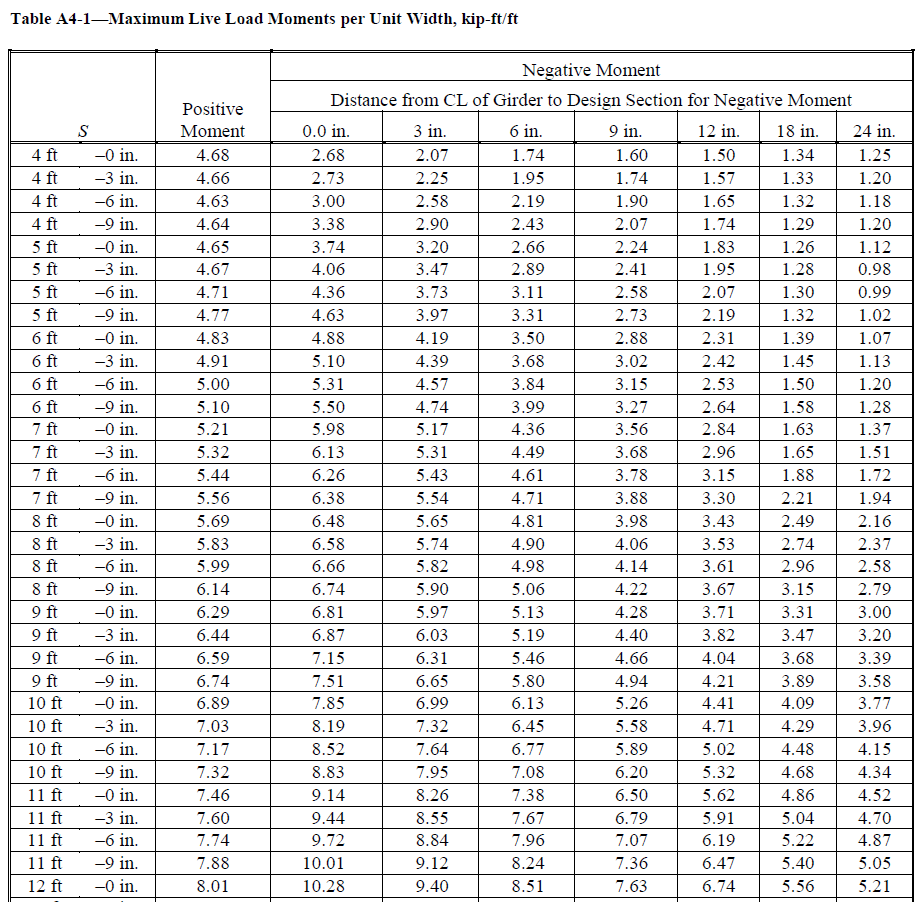 Table A4-1—Maximum Live Load Moments per Unit Width, kip-ft/ft
Negative Moment
Distance from CL of Girder to Design Section for Negative Moment
Positive
S Moment 0.0 in. 3 in. 6 in. 9 in. 12 in. 18 in. 24 in.
4 ft –0 in. 4.68 2.68 2.07 1.74 1.60 1.50 1.34 1.25
4 ft –3 in. 4.66 2.73 2.25 1.95 1.74 1.57 1.33 1.20
4 ft –6 in. 4.63 3.00 2.58 2.19 1.90 1.65 1.32 1.18
4 ft –9 in. 4.64 3.38 2.90 2.43 2.07 1.74 1.29 1.20
5 ft –0 in. 4.65 3.74 3.20 2.66 2.24 1.83 1.26 1.12
5 ft –3 in. 4.67 4.06 3.47 2.89 2.41 1.95 1.28 0.98
5 ft –6 in. 4.71 4.36 3.73 3.11 2.58 2.07 1.30 0.99
5 ft –9 in. 4.77 4.63 3.97 3.31 2.73 2.19 1.32 1.02
6 ft –0 in. 4.83 4.88 4.19 3.50 2.88 2.31 1.39 1.07
6 ft –3 in. 4.91 5.10 4.39 3.68 3.02 2.42 1.45 1.13
6 ft –6 in. 5.00 5.31 4.57 3.84 3.15 2.53 1.50 1.20
6 ft –9 in. 5.10 5.50 4.74 3.99 3.27 2.64 1.58 1.28
7 ft –0 in. 5.21 5.98 5.17 4.36 3.56 2.84 1.63 1.37
7 ft –3 in. 5.32 6.13 5.31 4.49 3.68 2.96 1.65 1.51
7 ft –6 in. 5.44 6.26 5.43 4.61 3.78 3.15 1.88 1.72
7 ft –9 in. 5.56 6.38 5.54 4.71 3.88 3.30 2.21 1.94
8 ft –0 in. 5.69 6.48 5.65 4.81 3.98 3.43 2.49 2.16
8 ft –3 in. 5.83 6.58 5.74 4.90 4.06 3.53 2.74 2.37
8 ft –6 in. 5.99 6.66 5.82 4.98 4.14 3.61 2.96 2.58
8 ft –9 in. 6.14 6.74 5.90 5.06 4.22 3.67 3.15 2.79
9 ft –0 in. 6.29 6.81 5.97 5.13 4.28 3.71 3.31 3.00
9 ft –3 in. 6.44 6.87 6.03 5.19 4.40 3.82 3.47 3.20
9 ft –6 in. 6.59 7.15 6.31 5.46 4.66 4.04 3.68 3.39
9 ft –9 in. 6.74 7.51 6.65 5.80 4.94 4.21 3.89 3.58
10 ft –0 in. 6.89 7.85 6.99 6.13 5.26 4.41 4.09 3.77
10 ft –3 in. 7.03 8.19 7.32 6.45 5.58 4.71 4.29 3.96
10 ft –6 in. 7.17 8.52 7.64 6.77 5.89 5.02 4.48 4.15
10 ft –9 in. 7.32 8.83 7.95 7.08 6.20 5.32 4.68 4.34
11 ft –0 in. 7.46 9.14 8.26 7.38 6.50 5.62 4.86 4.52
11 ft –3 in. 7.60 9.44 8.55 7.67 6.79 5.91 5.04 4.70
11 ft –6 in. 7.74 9.72 8.84 7.96 7.07 6.19 5.22 4.87
11 ft –9 in. 7.88 10.01 9.12 8.24 7.36 6.47 5.40 5.05
12 ft –0 in. 8.01 10.28 9.40 8.51 7.63 6.74 5.56 5.21